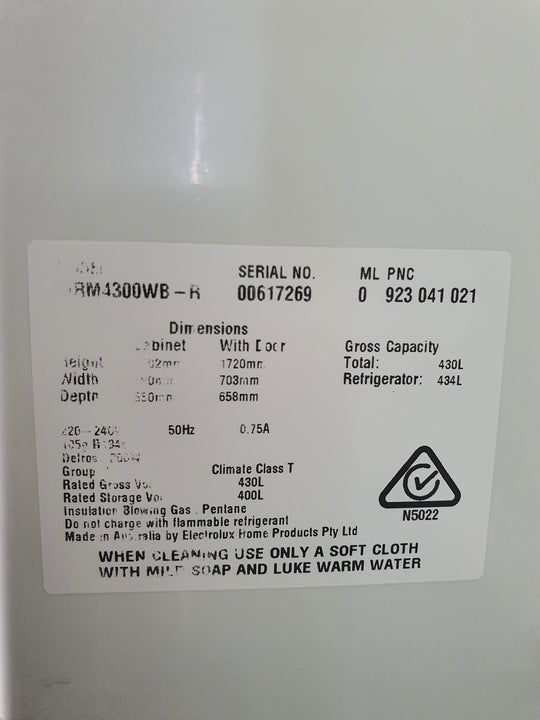 SERIAL NO. ML PNC
RM4300WB-R 00617269 0 923 041 021
Dimensions
With Door Gross Capacity
1720mm Total: 430L
Width 703mm Refrigerator: 434L
Depth 658mm
50Hz 0.75A
Group Climate Class T
Rated Gross Vol 430L
Rated Storage Vol 400L
Insulation Blowing Gas . Pentane
Do not charge with flammable refrigerant
Made in Australia by Electrolux Home Products Pty Ltd
N5022
WHEN CLEANING USE ONLY A SOFT CLOTH
WITH MILD SOAP AND LUKE WARM WATER